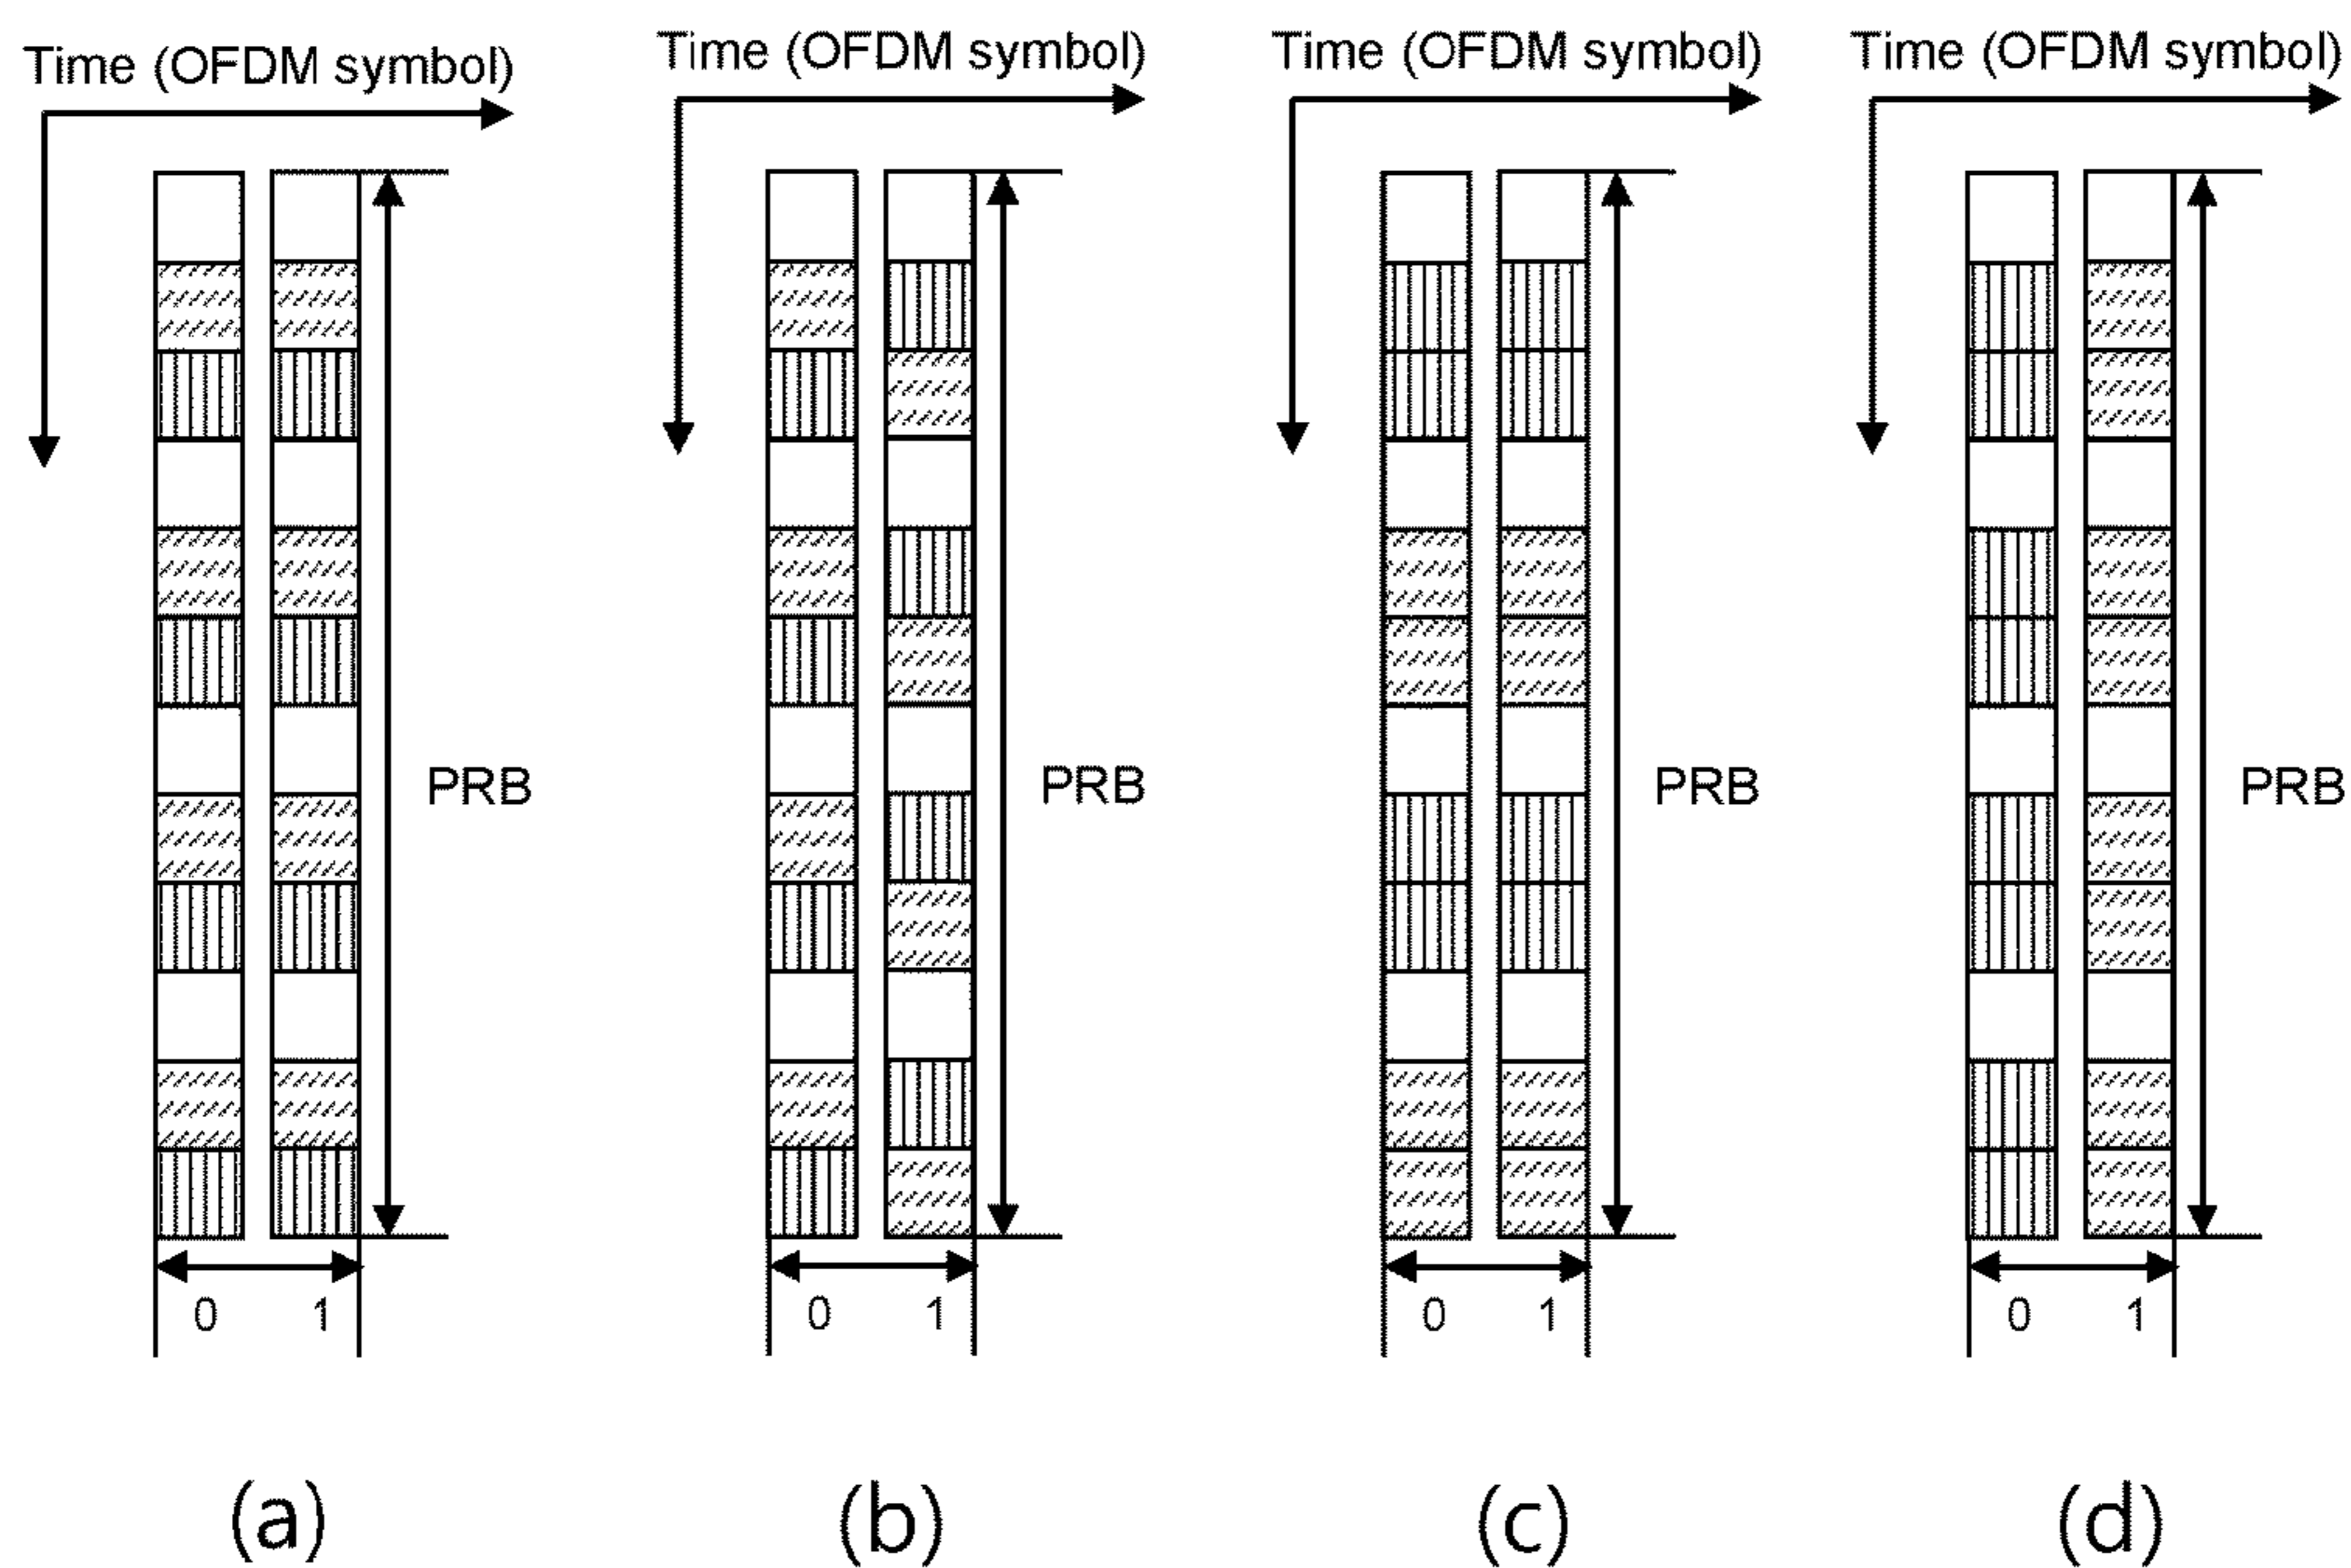 Time (OFDM symbol) Time (OFDM symbol) Time (OFDM symbol) Time (OFDM symbol)
PRB PRB PRB PRB
0 1 0 1 0 1 0 1
(a) (b) (c) (d)